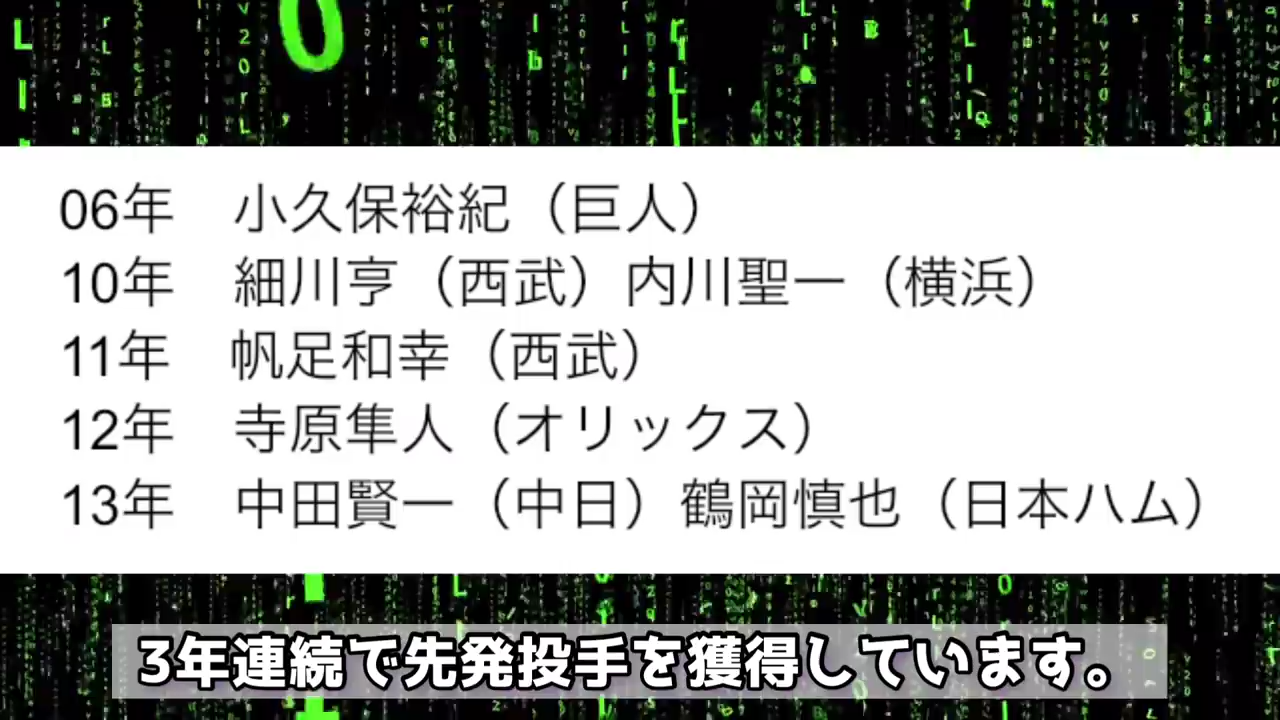 06年　小久保裕紀（巨人）
10年　細川亨（西武）内川聖一（横浜）
11年　帆足和幸（西武）
12年　寺原隼人（オリックス）
13年　中田賢一（中日）鶴岡慎也（日本ハム）
3年連続で先発投手を獲得しています。